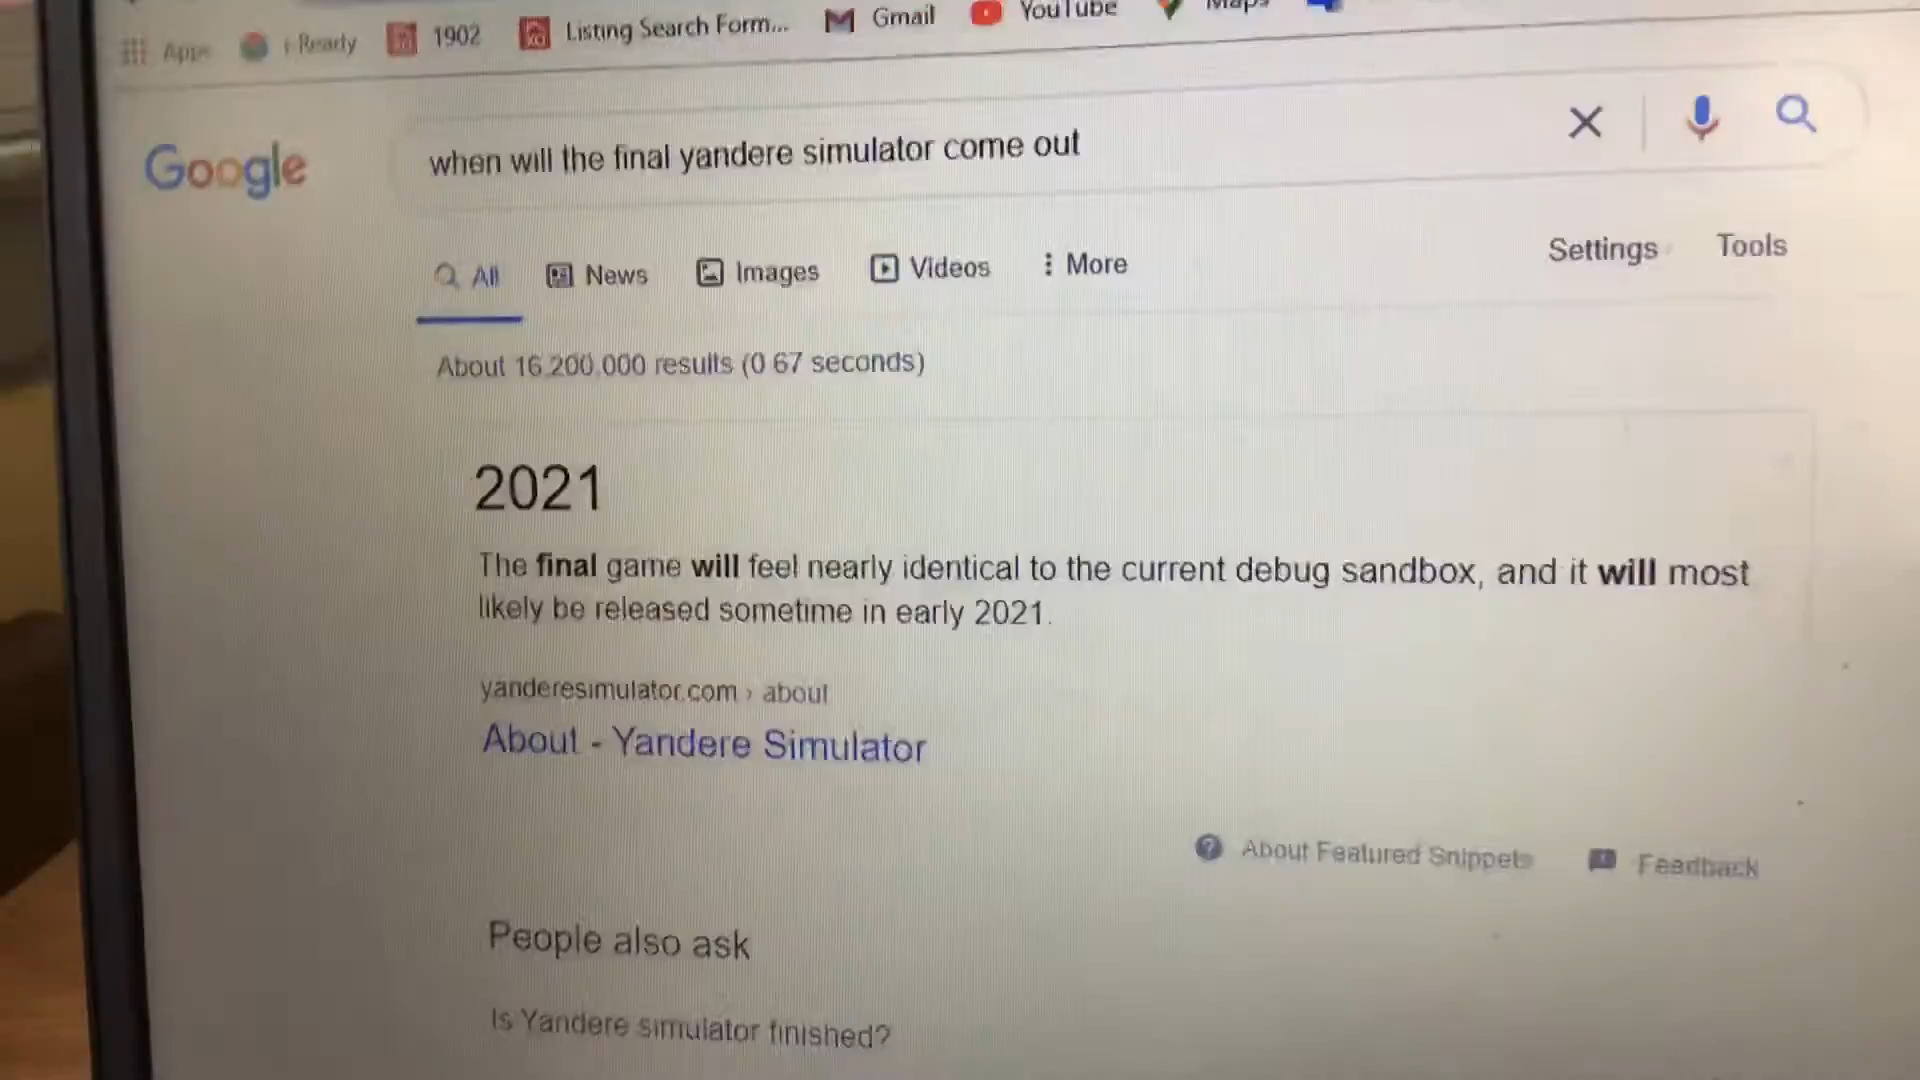 Apps i-Ready 1902 Listing Search Form... Gmail YouTube Maps
Google
when will the final yandere simulator come out
All News Images Videos More
Settings Tools
About 16,200,000 results (0.67 seconds)
2021
The final game will feel nearly identical to the current debug sandbox, and it will most
likely be released sometime in early 2021.
yanderesimulator.com › about
About - Yandere Simulator
About Featured Snippets Feedback
People also ask
Is Yandere simulator finished?